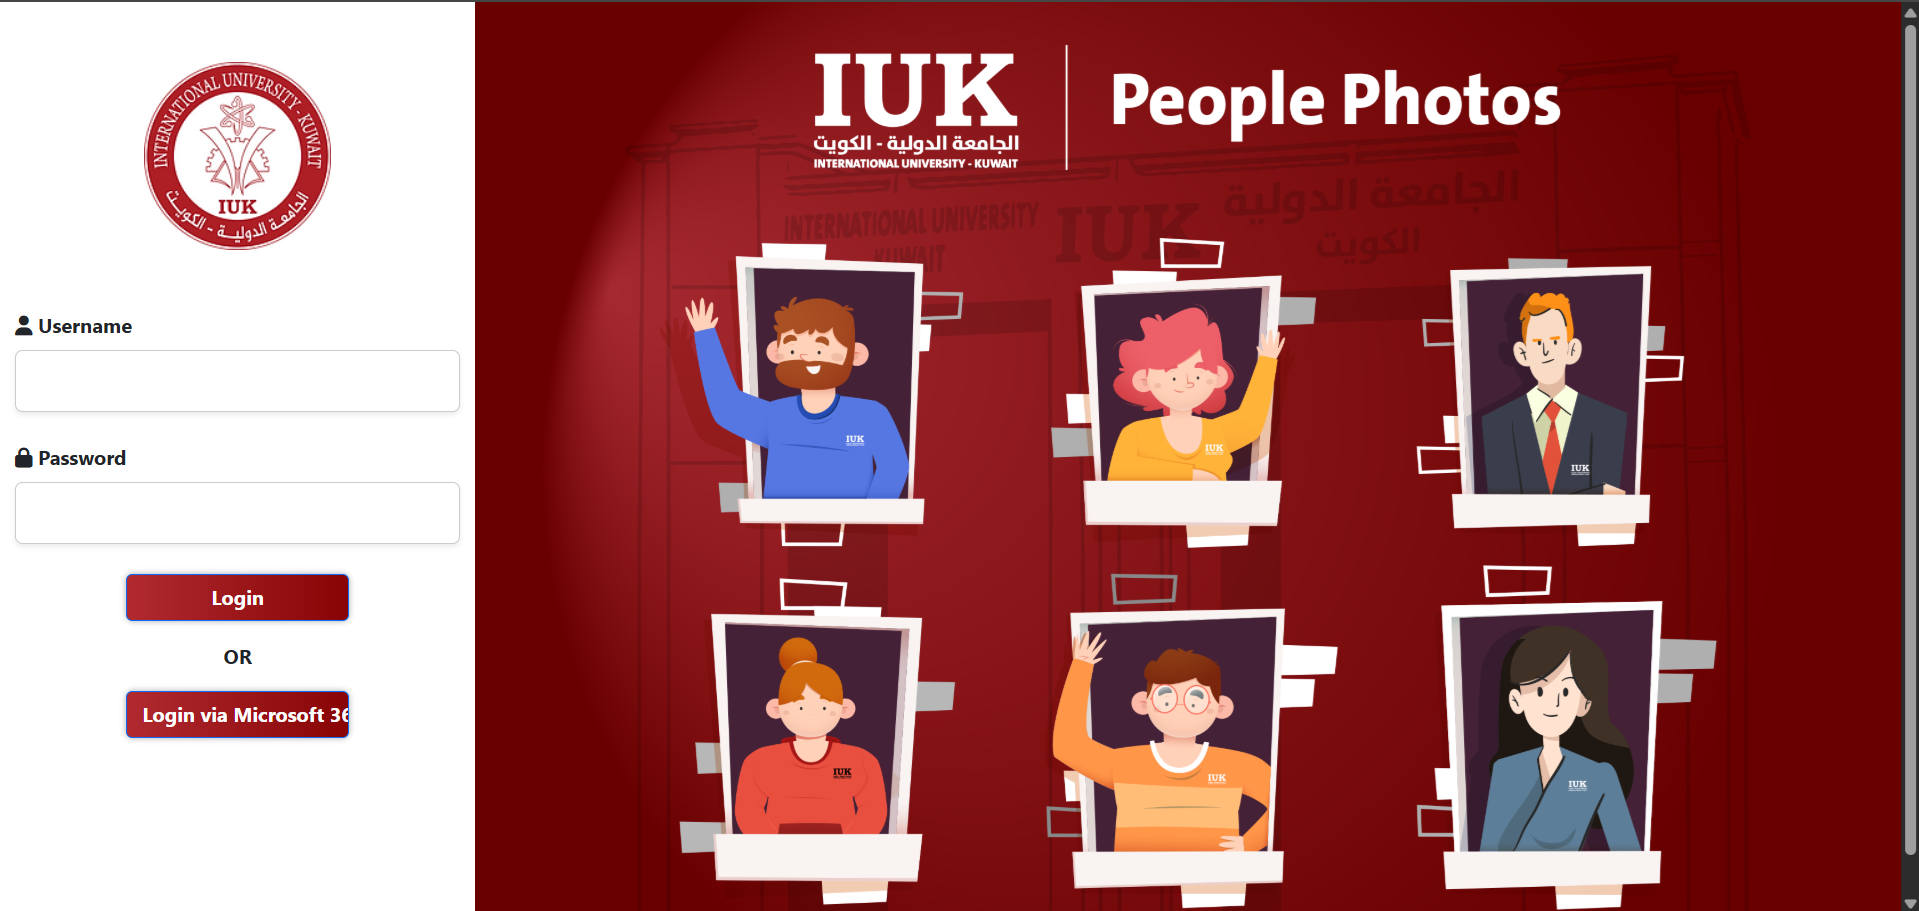 INTERNATIONAL UNIVERSITY - KUWAIT
IUK
الجامعة الدولية - الكويت
Username
Password
Login
OR
Login via Microsoft 36
IUK
الجامعة الدولية - الكويت
INTERNATIONAL UNIVERSITY - KUWAIT
People Photos
INTERNATIONAL UNIVERSITY
KUWAIT
IUK
الجامعة الدولية
الكويت
IUK
IUK
IUK
IUK
IUK
IUK